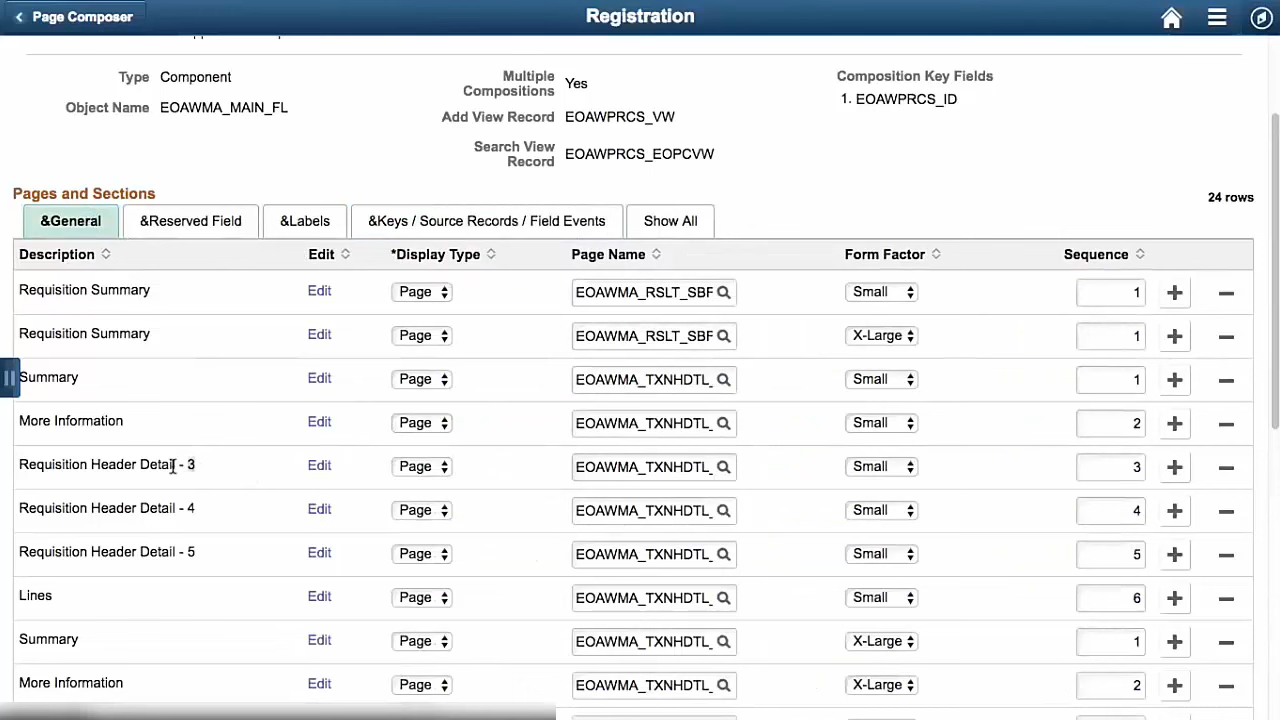 Page Composer
Registration
Type Component
Object Name EOAWMA_MAIN_FL
Multiple Compositions Yes
Add View Record EOAWPRCS_VW
Search View Record EOAWPRCS_EOPCVW
Composition Key Fields
1. EOAWPRCS_ID
Pages and Sections
24 rows
&General &Reserved Field &Labels &Keys / Source Records / Field Events Show All
Description Edit *Display Type Page Name Form Factor Sequence
Requisition Summary Edit Page EOAWMA_RSLT_SBF Small 1
Requisition Summary Edit Page EOAWMA_RSLT_SBF X-Large 1
Summary Edit Page EOAWMA_TXNHDTL_ Small 1
More Information Edit Page EOAWMA_TXNHDTL_ Small 2
Requisition Header Detail - 3 Edit Page EOAWMA_TXNHDTL_ Small 3
Requisition Header Detail - 4 Edit Page EOAWMA_TXNHDTL_ Small 4
Requisition Header Detail - 5 Edit Page EOAWMA_TXNHDTL_ Small 5
Lines Edit Page EOAWMA_TXNHDTL_ Small 6
Summary Edit Page EOAWMA_TXNHDTL_ X-Large 1
More Information Edit Page EOAWMA_TXNHDTL_ X-Large 2